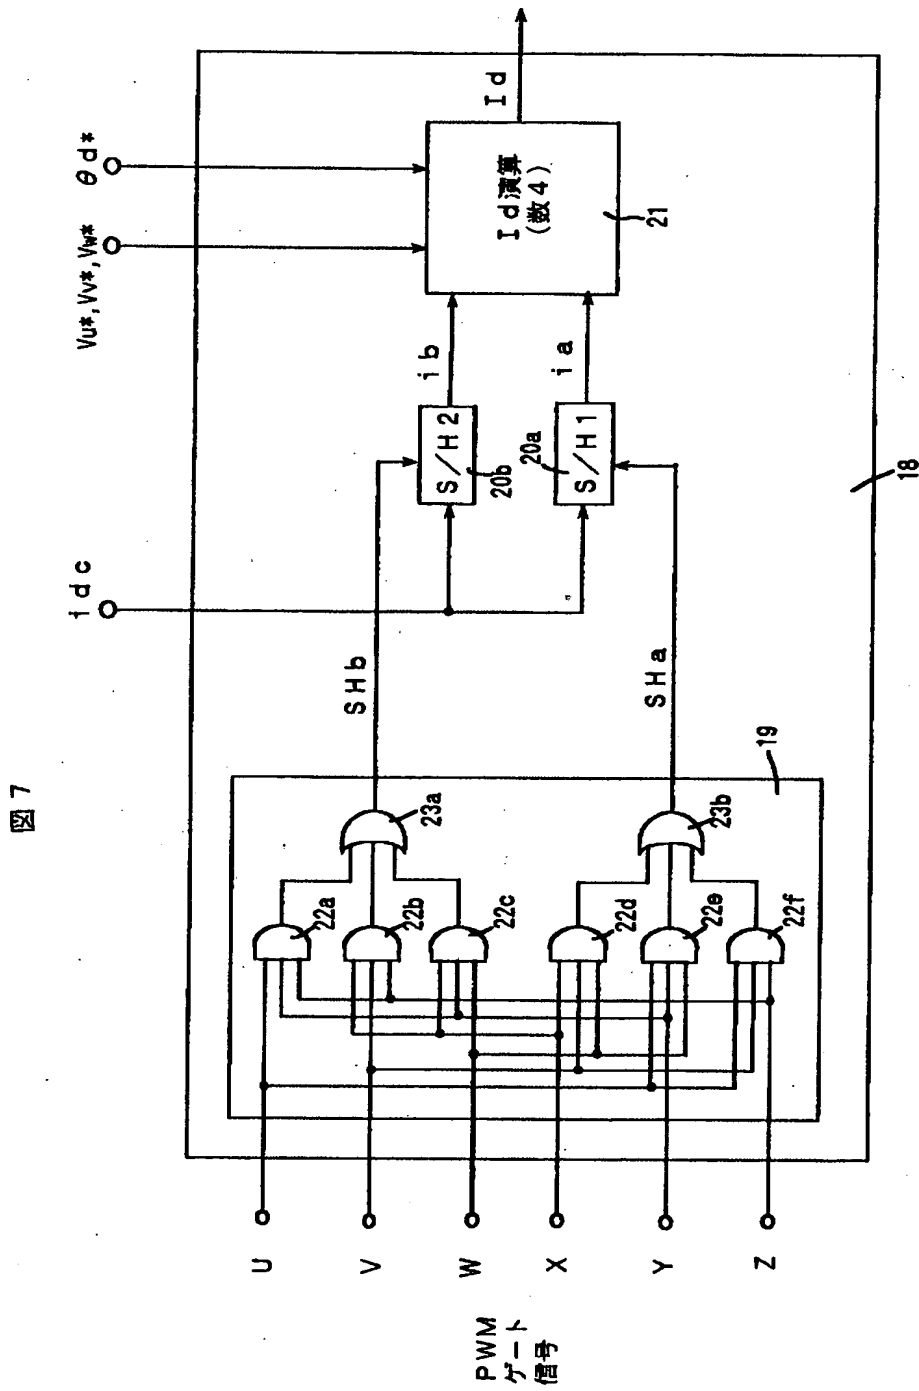 図7
PWM
ゲート
信号
U
V
W
X
Y
Z
22a
22b
22c
22d
22e
22f
23a
23b
19
SHb
SHa
idc
S/H2
20b
S/H1
20a
ib
ia
Vu*,Vv*,Vw*
θd*
Id演算
(数4)
21
Id
18